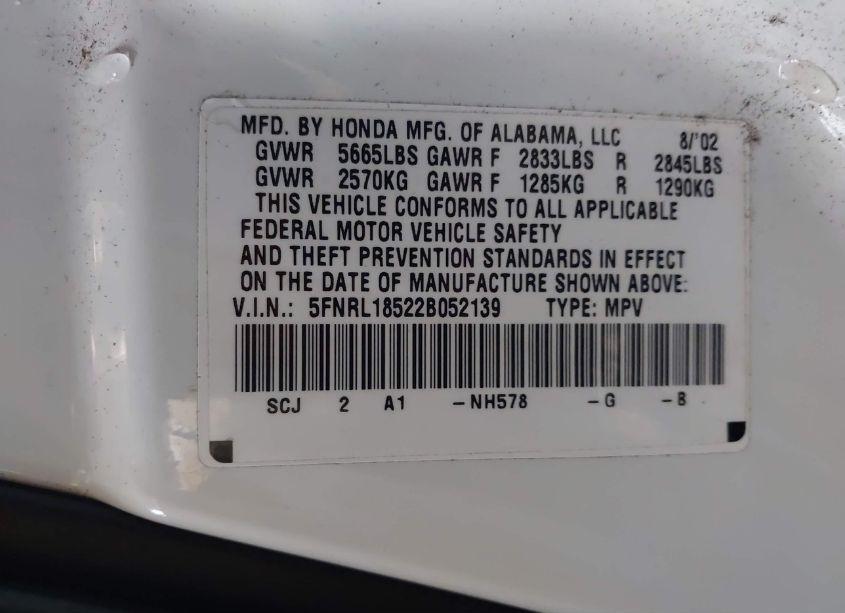 MFD. BY HONDA MFG. OF ALABAMA, LLC 8/'02
GVWR 5665LBS GAWR F 2833LBS R 2845LBS
GVWR 2570KG GAWR F 1285KG R 1290KG
THIS VEHICLE CONFORMS TO ALL APPLICABLE
FEDERAL MOTOR VEHICLE SAFETY
AND THEFT PREVENTION STANDARDS IN EFFECT
ON THE DATE OF MANUFACTURE SHOWN ABOVE:
V.I.N.: 5FNRL18522B052139 TYPE: MPV
SCJ 2 A1 -NH578 -G -B